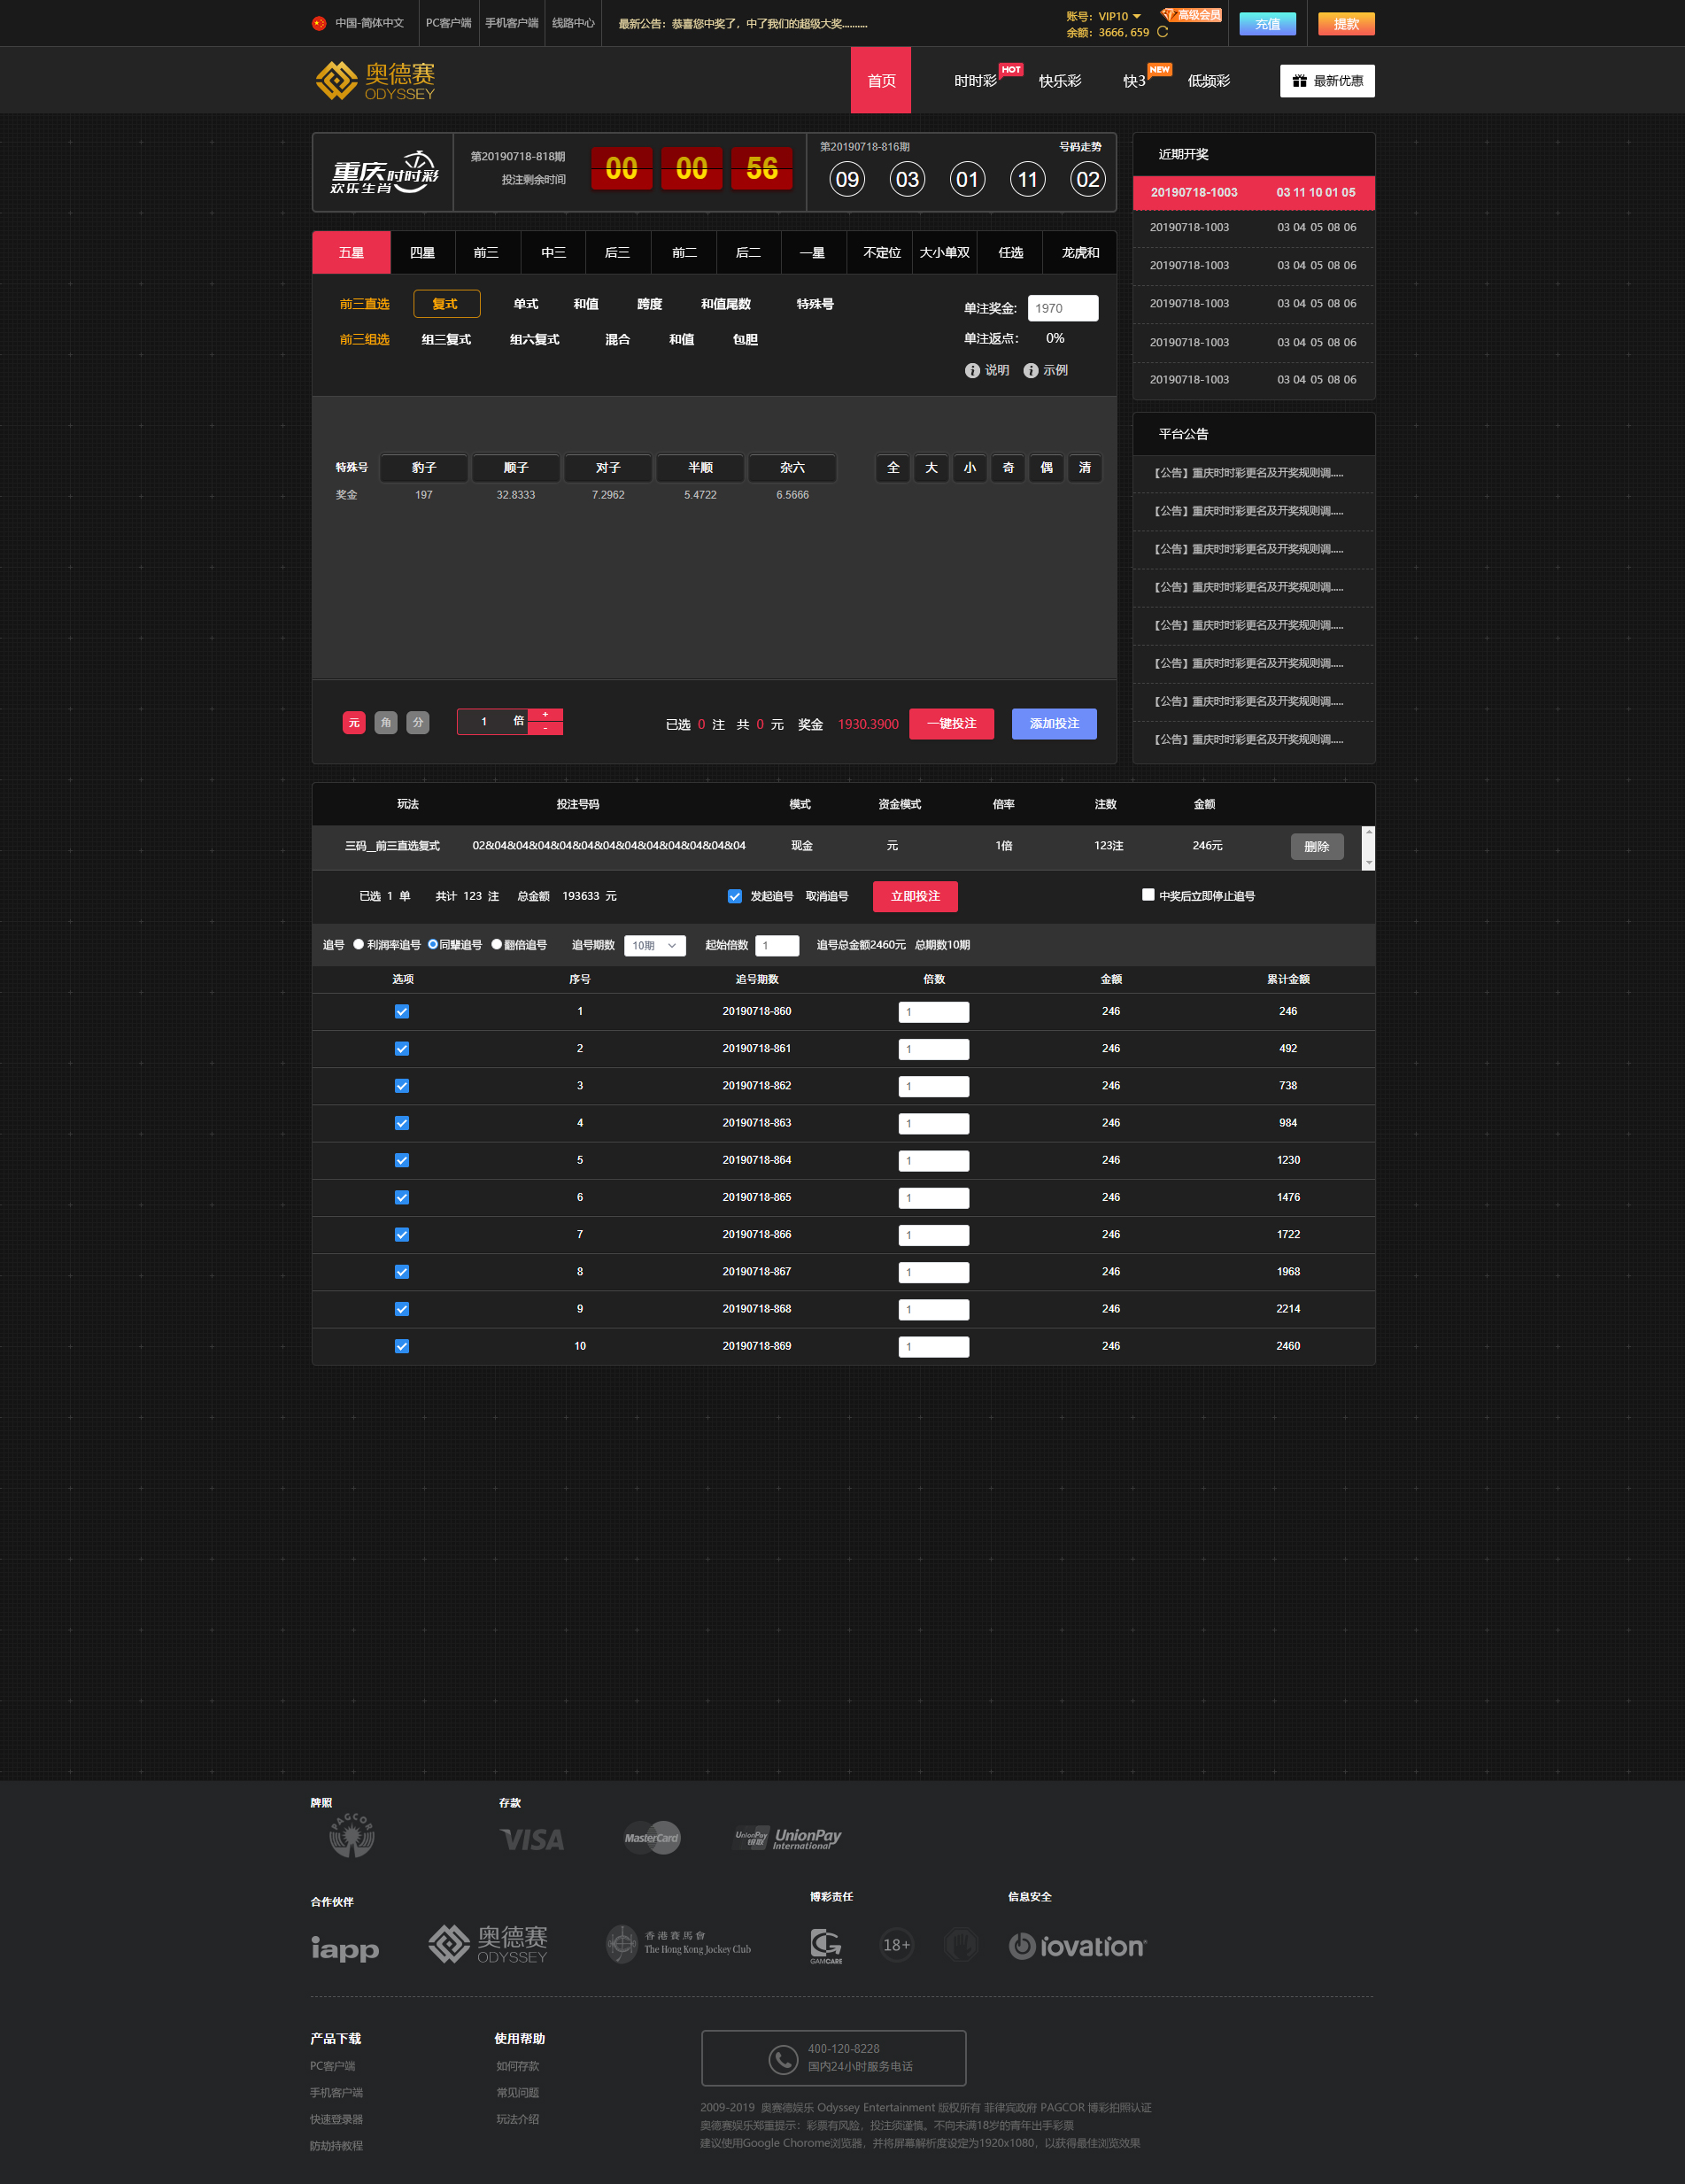 中国-简体中文 PC客户端 手机客户端 线路中心 最新公告：恭喜您中奖了，中了我们的超级大奖.......... 账号：VIP10 高级会员 充值 提款
余额：3666,659
奥德赛
ODYSSEY
首页 时时彩 HOT 快乐彩 快3 NEW 低频彩 最新优惠
重庆时时彩
欢乐生肖
第20190718-818期
投注剩余时间
00 00 56
第20190718-816期 号码走势
09 03 01 11 02
五星 四星 前三 中三 后三 前二 后二 一星 不定位 大小单双 任选 龙虎和
前三直选 复式 单式 和值 跨度 和值尾数 特殊号
前三组选 组三复式 组六复式 混合 和值 包胆
单注奖金: 1970
单注返点： 0%
说明 示例
特殊号 豹子 顺子 对子 半顺 杂六 全 大 小 奇 偶 清
奖金 197 32.8333 7.2962 5.4722 6.5666
元 角 分 1 倍 + - 已选 0 注 共 0 元 奖金 1930.3900 一键投注 添加投注
近期开奖
20190718-1003 03 11 10 01 05
20190718-1003 03 04 05 08 06
20190718-1003 03 04 05 08 06
20190718-1003 03 04 05 08 06
20190718-1003 03 04 05 08 06
20190718-1003 03 04 05 08 06
平台公告
【公告】重庆时时彩更名及开奖规则调.....
【公告】重庆时时彩更名及开奖规则调.....
【公告】重庆时时彩更名及开奖规则调.....
【公告】重庆时时彩更名及开奖规则调.....
【公告】重庆时时彩更名及开奖规则调.....
【公告】重庆时时彩更名及开奖规则调.....
【公告】重庆时时彩更名及开奖规则调.....
【公告】重庆时时彩更名及开奖规则调.....
玩法 投注号码 模式 资金模式 倍率 注数 金额
三码__前三直选复式 02&04&04&04&04&04&04&04&04&04&04&04&04 现金 元 1倍 123注 246元 删除
已选 1 单 共计 123 注 总金额 193633 元 发起追号 取消追号 立即投注 中奖后立即停止追号
追号 利润率追号 同辈追号 翻倍追号 追号期数 10期 起始倍数 1 追号总金额2460元 总期数10期
选项 序号 追号期数 倍数 金额 累计金额
1 20190718-860 1 246 246
2 20190718-861 1 246 492
3 20190718-862 1 246 738
4 20190718-863 1 246 984
5 20190718-864 1 246 1230
6 20190718-865 1 246 1476
7 20190718-866 1 246 1722
8 20190718-867 1 246 1968
9 20190718-868 1 246 2214
10 20190718-869 1 246 2460
牌照 存款
PAGCOR VISA MasterCard UnionPay 银联 UnionPay International
合作伙伴 博彩责任 信息安全
iapp 奥德赛 ODYSSEY 香港賽馬會 The Hong Kong Jockey Club GAMCARE 18+ iovation
产品下载 使用帮助
PC客户端 如何存款
手机客户端 常见问题
快速登录器 玩法介绍
防劫持教程
400-120-8228
国内24小时服务电话
2009-2019 奥赛德娱乐 Odyssey Entertainment 版权所有 菲律宾政府 PAGCOR 博彩拍照认证
奥德赛娱乐郑重提示：彩票有风险，投注须谨慎。不向未满18岁的青年出手彩票
建议使用Google Chorome浏览器，并将屏幕解析度设定为1920x1080，以获得最佳浏览效果